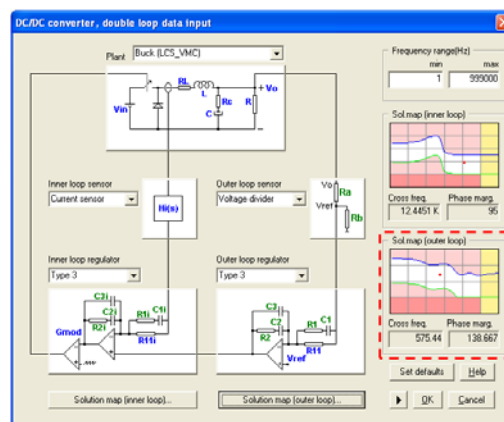 DC/DC converter, double loop data input
Plant Buck (LCS_VMC)
Frequency range(Hz)
min max
1 999000
RL L Rc C R Vo Vin
Sol.map (inner loop)
Cross freq. Phase marg.
12.4451 K 95
Inner loop sensor
Current sensor
Hi(s)
Outer loop sensor
Voltage divider
Vo Ra
Vref Rb
Sol.map (outer loop)
Cross freq. Phase marg.
575.44 138.667
Inner loop regulator
Type 3
Outer loop regulator
Type 3
C3i
C2i R1i C1i
R2i
Gmod R11i
C3
C2 R1 C1
R2
R11
Vref
Set defaults Help
OK Cancel
Solution map (inner loop)...
Solution map (outer loop)...